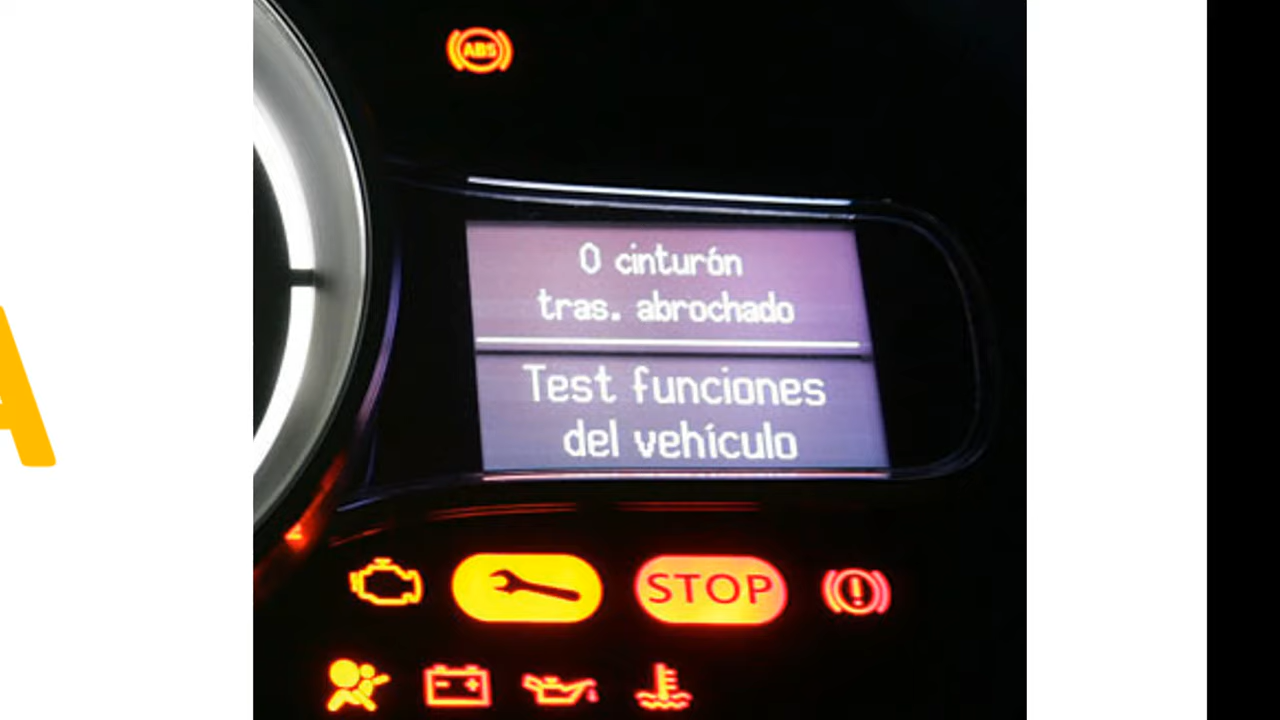 A
ABS
0 cinturón
tras. abrochado
Test funciones
del vehículo
STOP